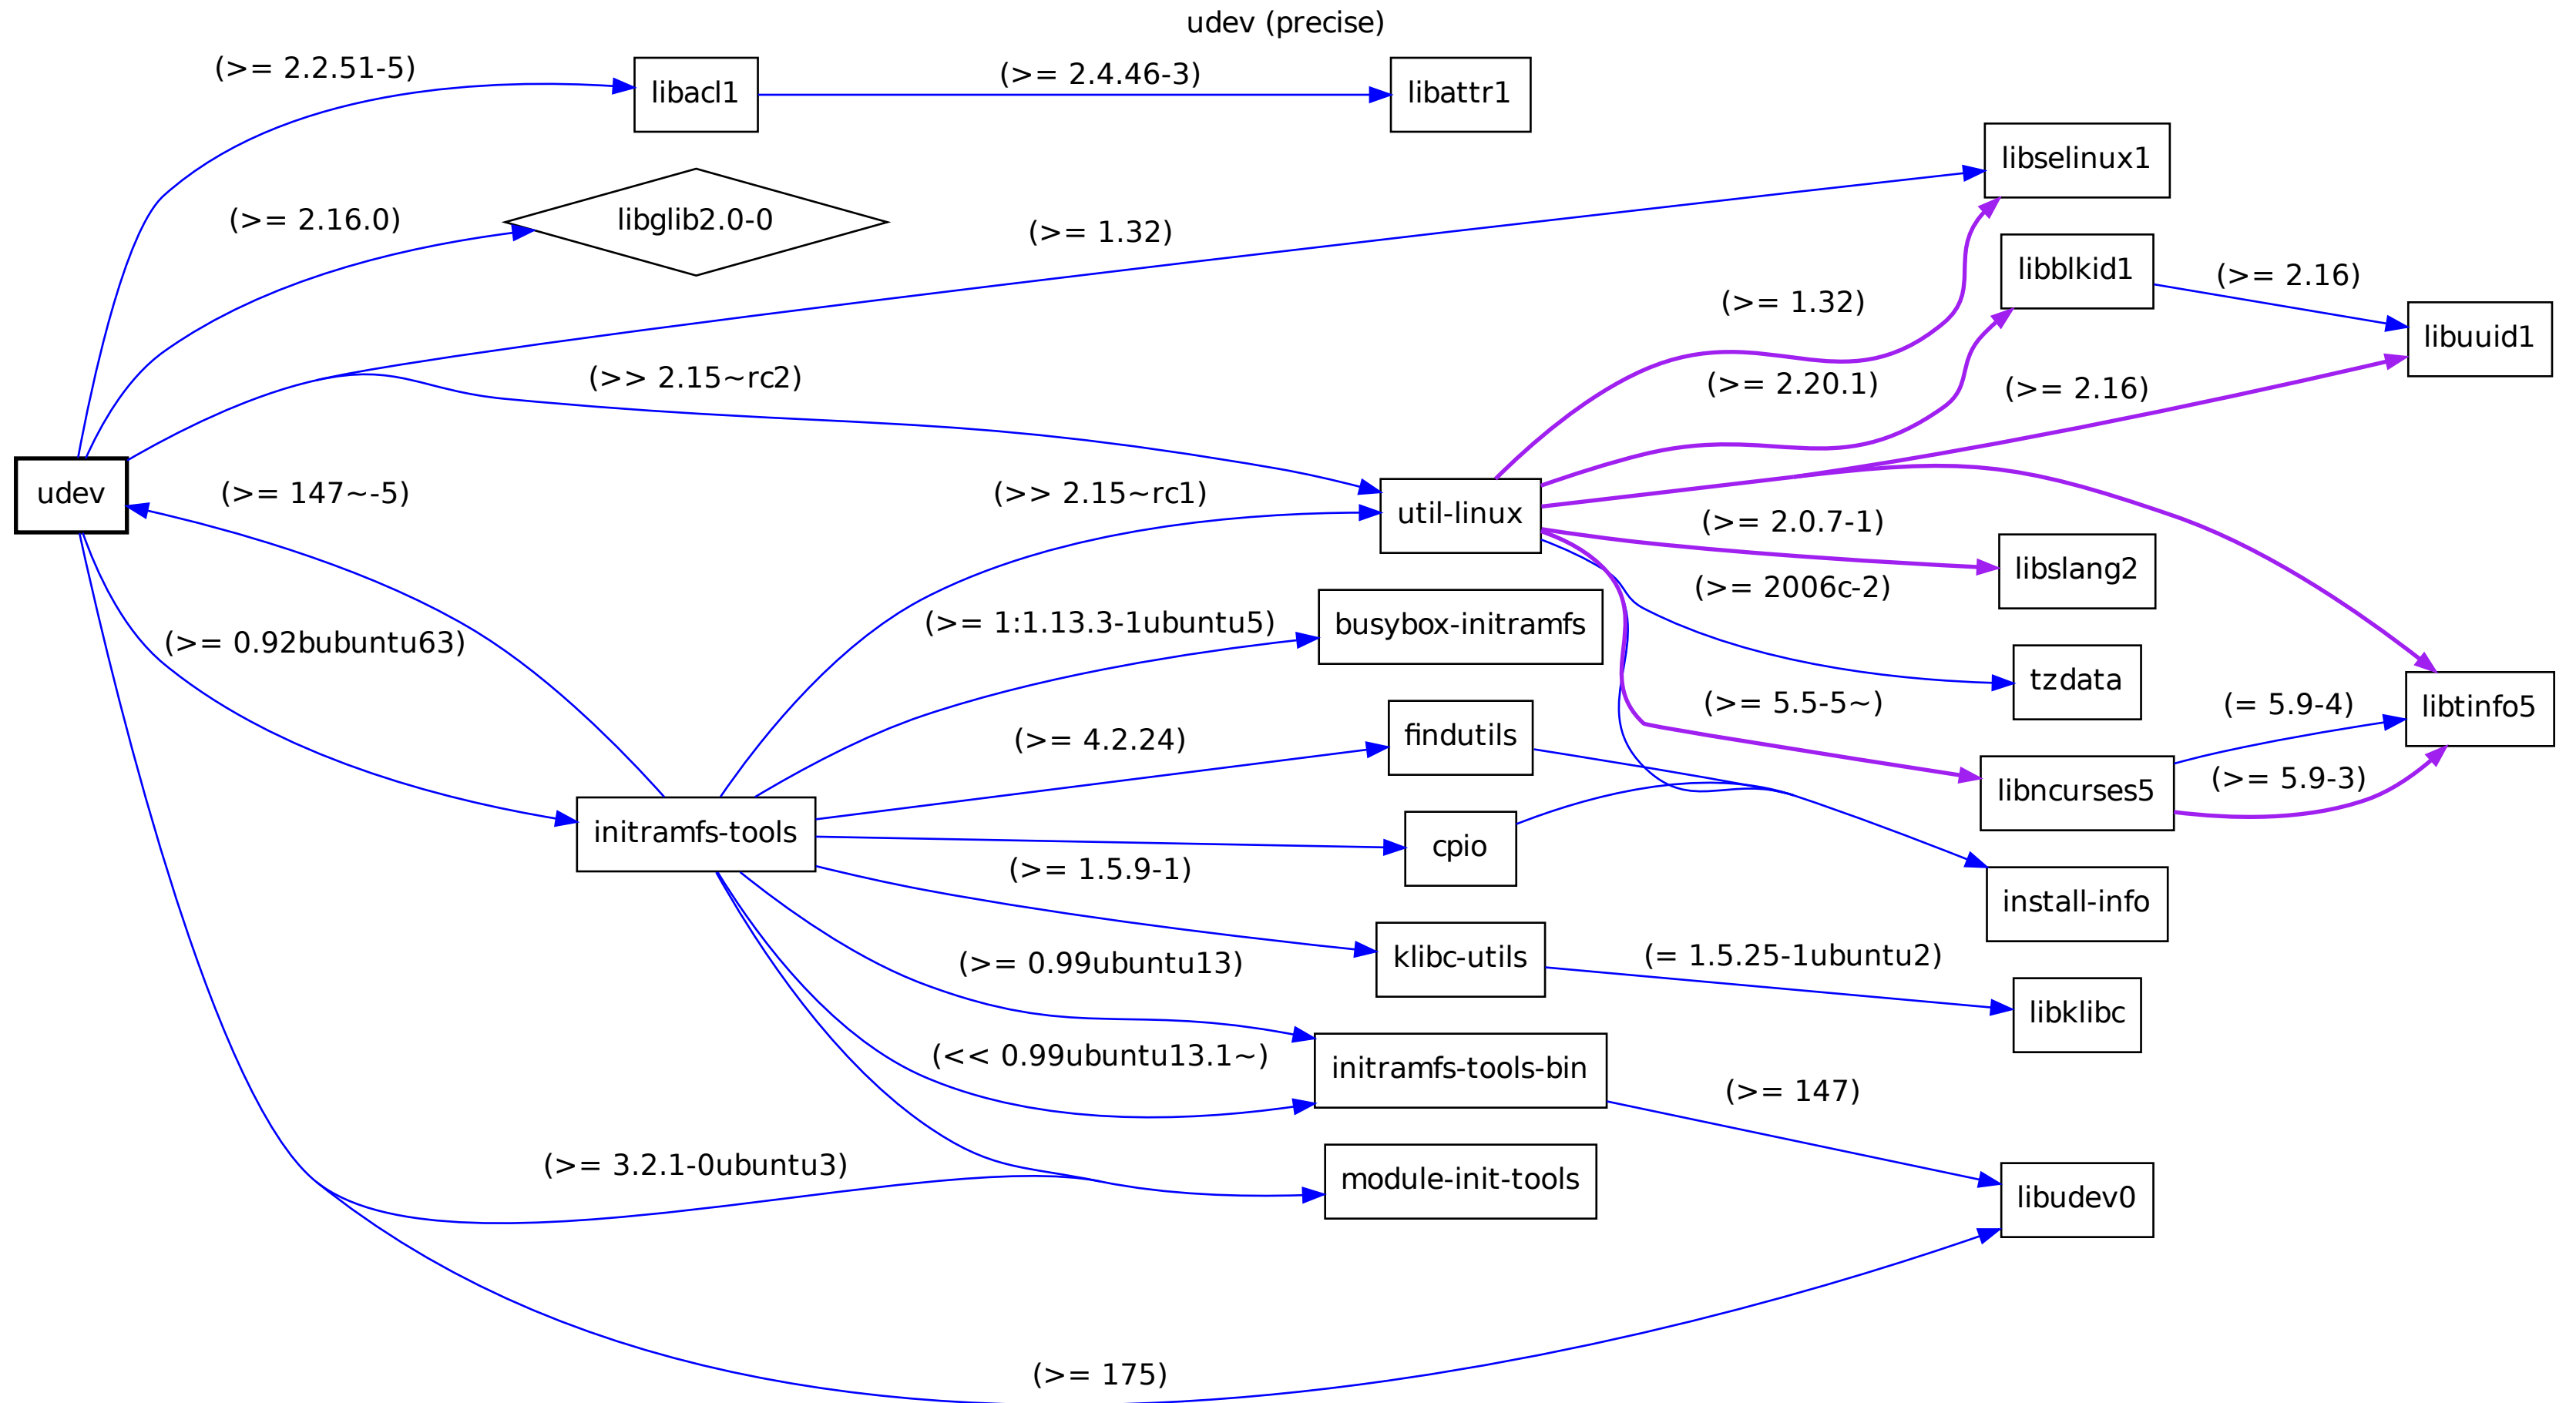 udev (precise)
(>= 2.2.51-5)
libacl1
(>= 2.4.46-3)
libattr1
libselinux1
(>= 2.16.0)
libglib2.0-0
(>= 1.32)
libblkid1
(>= 2.16)
(>= 1.32)
libuuid1
(>> 2.15~rc2)
(>= 2.20.1)
(>= 2.16)
udev
(>= 147~-5)
(>> 2.15~rc1)
util-linux
(>= 2.0.7-1)
libslang2
(>= 2006c-2)
(>= 0.92bubuntu63)
(>= 1:1.13.3-1ubuntu5)
busybox-initramfs
tzdata
(>= 5.5-5~)
(= 5.9-4)
libtinfo5
(>= 4.2.24)
findutils
libncurses5
(>= 5.9-3)
initramfs-tools
cpio
(>= 1.5.9-1)
install-info
(>= 0.99ubuntu13)
klibc-utils
(= 1.5.25-1ubuntu2)
libklibc
(<< 0.99ubuntu13.1~)
initramfs-tools-bin
(>= 147)
(>= 3.2.1-0ubuntu3)
module-init-tools
libudev0
(>= 175)